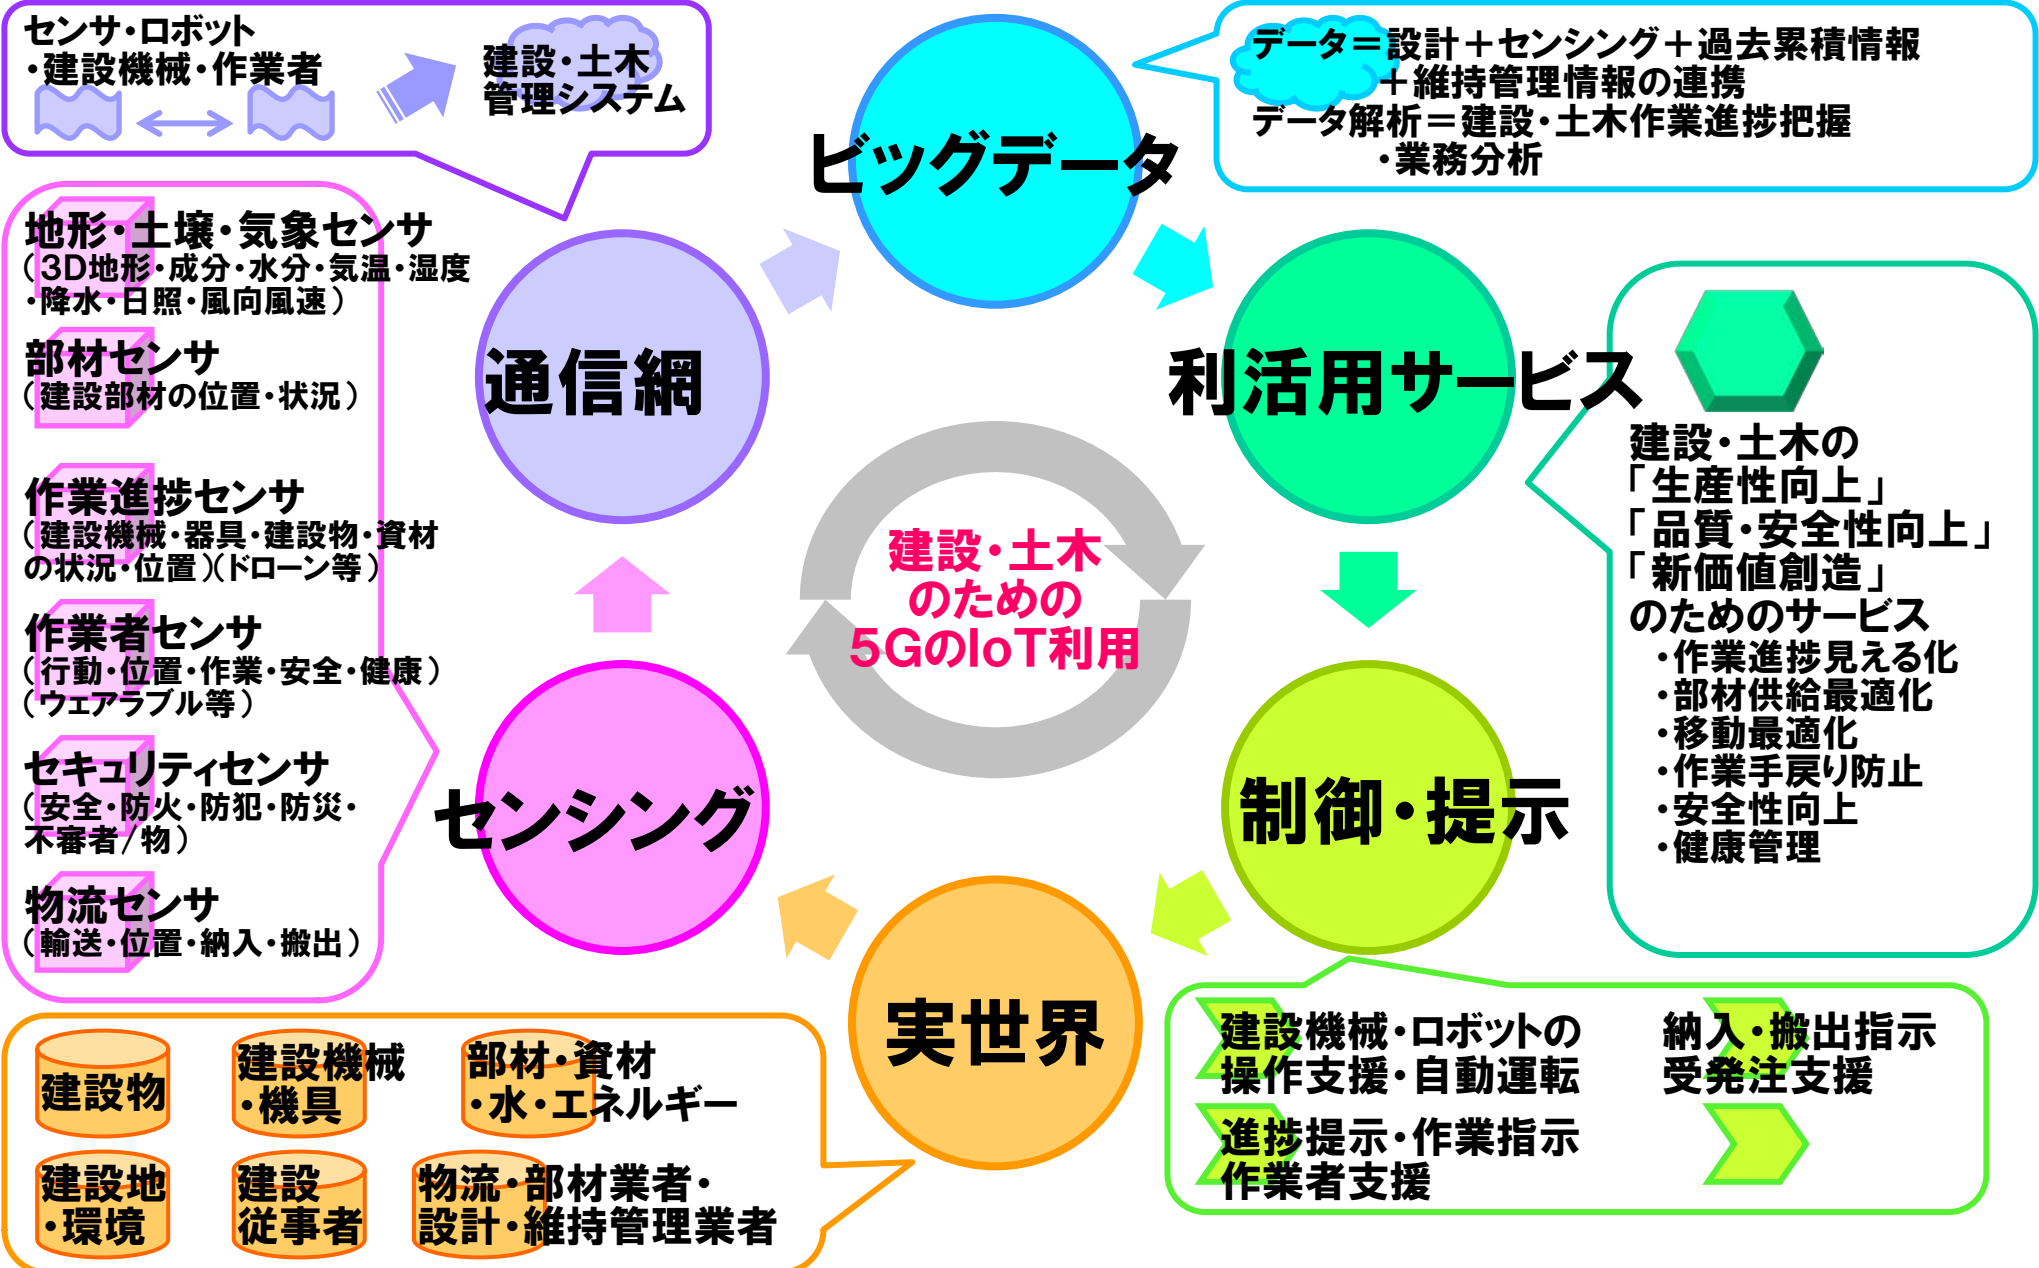 センサ・ロボット
・建設機械・作業者
建設・土木
管理システム
ビッグデータ
データ＝設計＋センシング＋過去累積情報
＋維持管理情報の連携
データ解析＝建設・土木作業進捗把握
・業務分析
地形・土壌・気象センサ
（3D地形・成分・水分・気温・湿度
・降水・日照・風向風速）
部材センサ
（建設部材の位置・状況）
作業進捗センサ
（建設機械・器具・建設物・資材
の状況・位置）（ドローン等）
作業者センサ
（行動・位置・作業・安全・健康）
（ウェアラブル等）
セキュリティセンサ
（安全・防火・防犯・防災・
不審者/物）
物流センサ
（輸送・位置・納入・搬出）
通信網
利活用サービス
建設・土木
のための
5GのIoT利用
センシング
制御・提示
実世界
建設・土木の
「生産性向上」
「品質・安全性向上」
「新価値創造」
のためのサービス
・作業進捗見える化
・部材供給最適化
・移動最適化
・作業手戻り防止
・安全性向上
・健康管理
建設物
建設機械
・機具
部材・資材
・水・エネルギー
建設地
・環境
建設
従事者
物流・部材業者・
設計・維持管理業者
建設機械・ロボットの
操作支援・自動運転
納入・搬出指示
受発注支援
進捗提示・作業指示
作業者支援